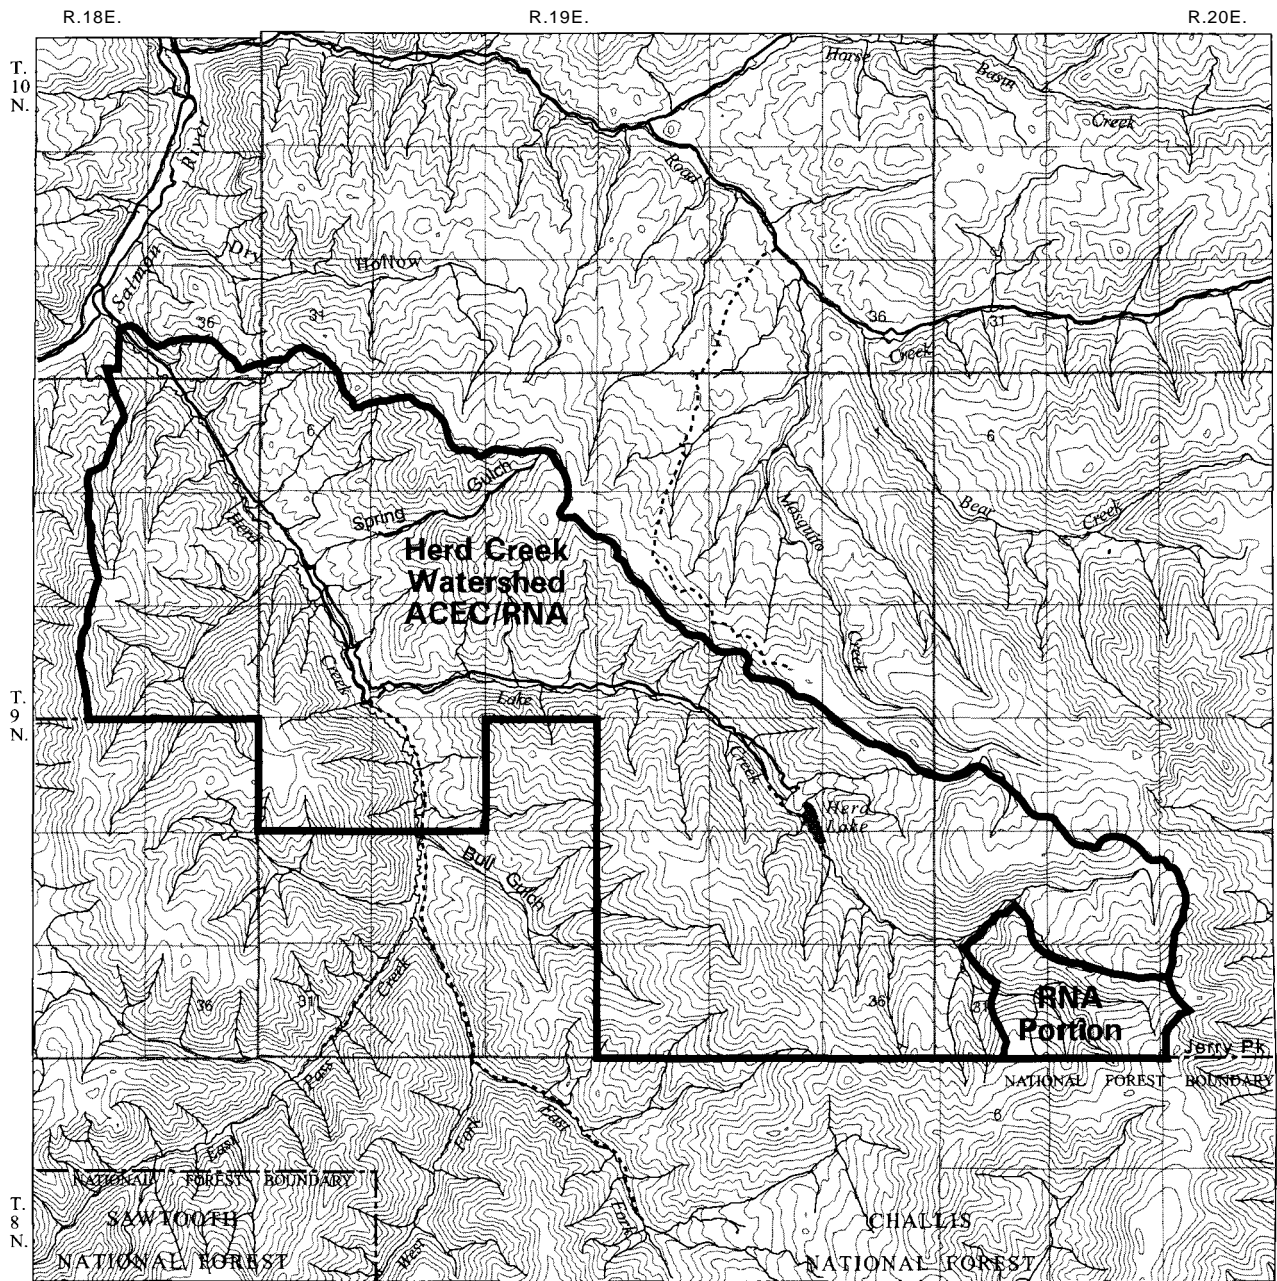 R.18E.
R.19E.
R.20E.
T.
10
N.
Horse
Basin
Creek
River
Road
Salmon
Dry
Hollow
36
31
36
31
Creek
6
1
6
Gulch
Spring
Herd
Bear
Creek
Mosquito
Herd Creek
Watershed
ACEC/RNA
Creek
Creek
T.
9
N.
Lake
Creek
Herd
Lake
Bull
Gulch
Creek
36
31
36
31
RNA
Portion
Jerry Pk.
NATIONAL FOREST BOUNDARY
Pass
East
Fork
East
6
NATIONAL FOREST BOUNDARY
T.
8
N.
SAWTOOTH
NATIONAL FOREST
West
Fork
CHALLIS
NATIONAL FOREST